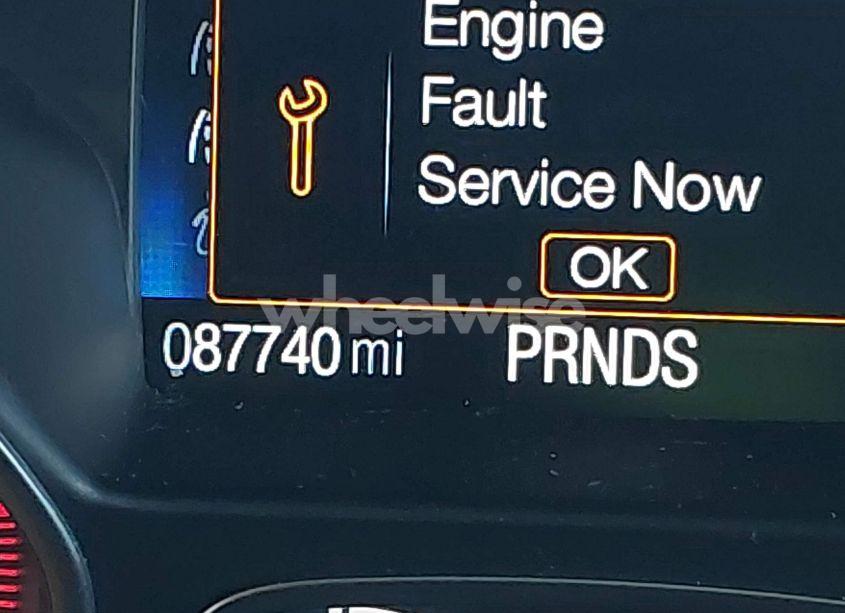 Engine
Fault
Service Now
OK
wheelwise
087740 mi PRNDS